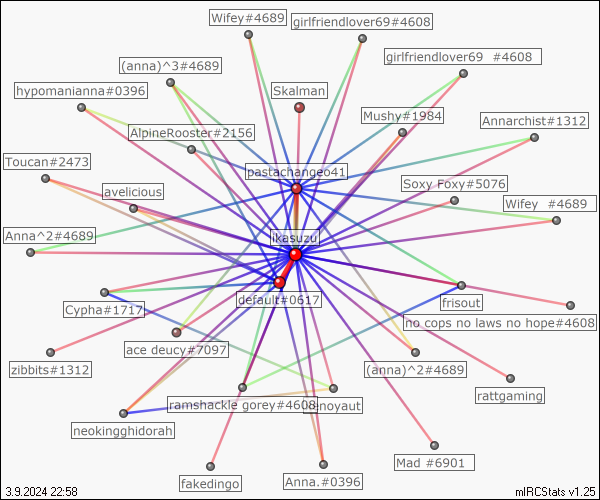 Wifey#4689
girlfriendlover69#4608
girlfriendlover69 #4608
(anna)^3#4689
hypomanianna#0396
Skalman
Mushy#1984
Annarchist#1312
AlpineRooster#2156
Toucan#2473
pastachangeo41
avelicious
Soxy Foxy#5076
Wifey #4689
Anna^2#4689
ikasuzu
default#0617
frisout
Cypha#1717
no cops no laws no hope#4608
ace deucy#7097
zibbits#1312
(anna)^2#4689
rattgaming
ramshackle gorey#4608
enoyaut
neokingghidorah
Mad #6901
fakedingo
Anna.#0396
3.9.2024 22:58
mIRCStats v1.25